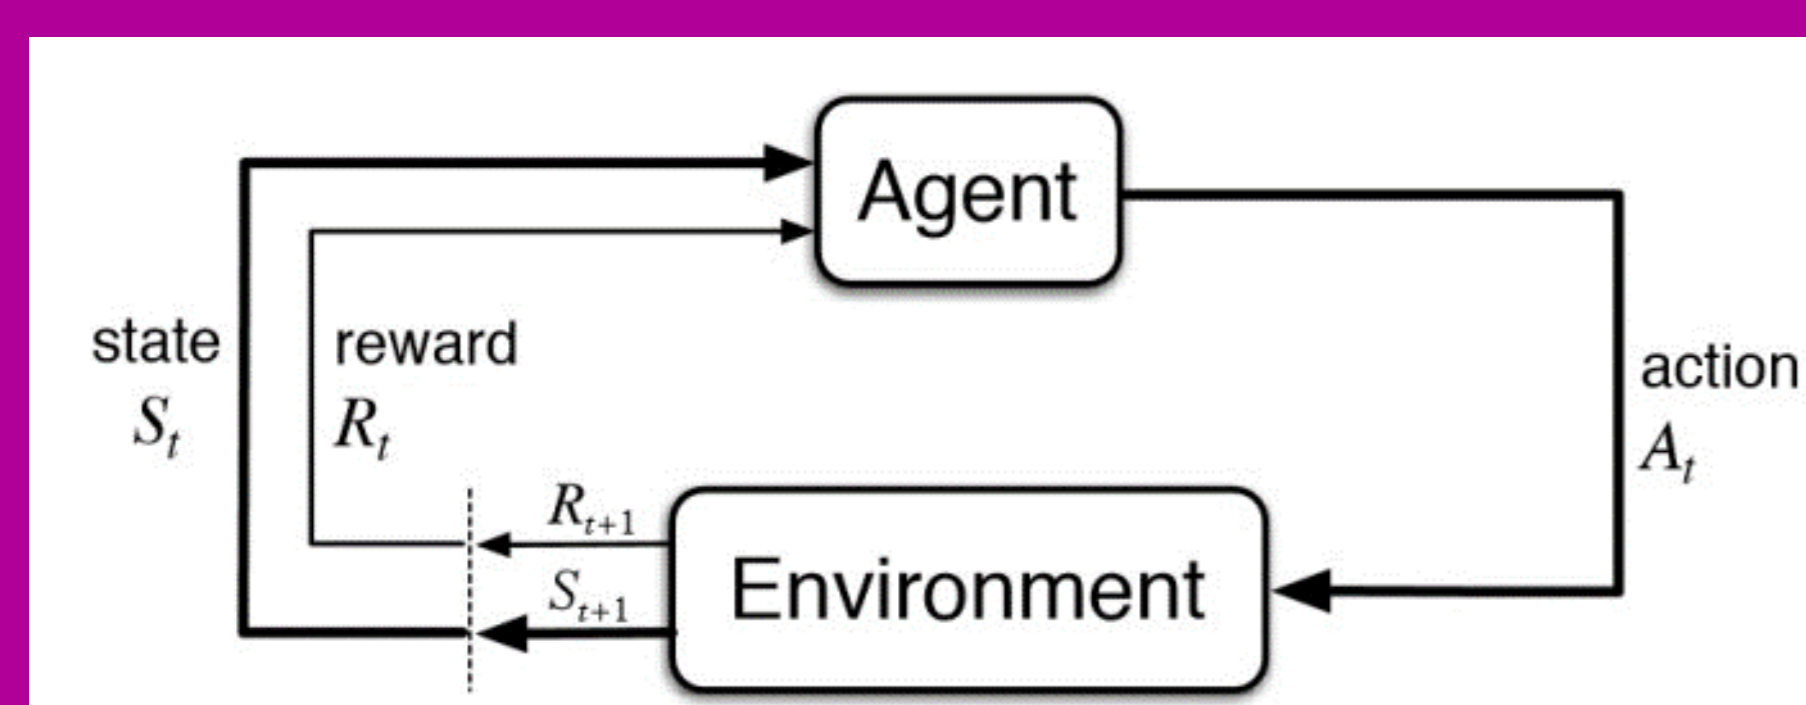 Agent
state
S_t
reward
R_t
action
A_t
R_{t+1}
S_{t+1}
Environment